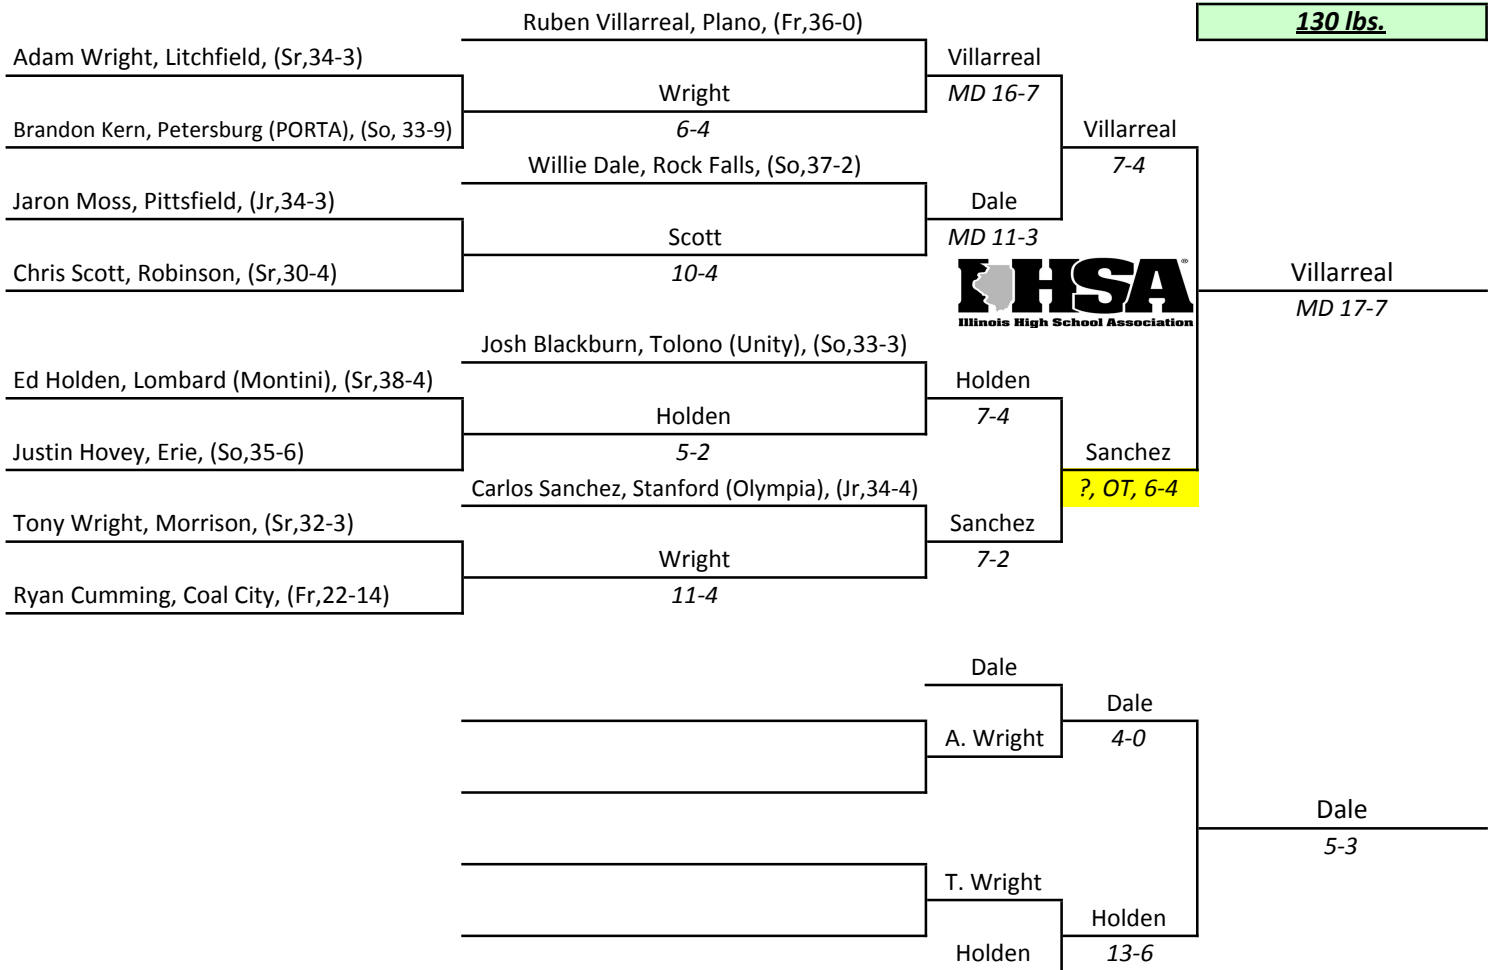 Ruben Villarreal, Plano, (Fr,36-0)
130 lbs.
Adam Wright, Litchfield, (Sr,34-3)
Villarreal
Wright
MD 16-7
Brandon Kern, Petersburg (PORTA), (So, 33-9)
6-4
Villarreal
Willie Dale, Rock Falls, (So,37-2)
7-4
Jaron Moss, Pittsfield, (Jr,34-3)
Dale
Scott
MD 11-3
Chris Scott, Robinson, (Sr,30-4)
10-4
IHSA®
Illinois High School Association
Villarreal
MD 17-7
Josh Blackburn, Tolono (Unity), (So,33-3)
Ed Holden, Lombard (Montini), (Sr,38-4)
Holden
Holden
7-4
Justin Hovey, Erie, (So,35-6)
5-2
Sanchez
Carlos Sanchez, Stanford (Olympia), (Jr,34-4)
?, OT, 6-4
Tony Wright, Morrison, (Sr,32-3)
Sanchez
Wright
7-2
Ryan Cumming, Coal City, (Fr,22-14)
11-4
Dale
Dale
A. Wright
4-0
Dale
5-3
T. Wright
Holden
Holden
13-6